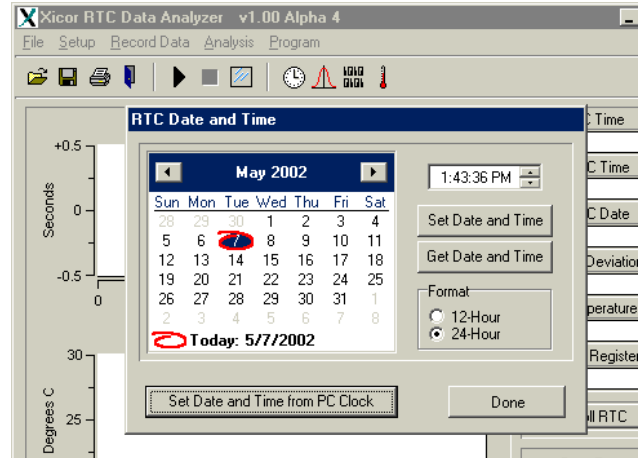 Xicor RTC Data Analyzer v1.00 Alpha 4
File Setup Record Data Analysis Program
RTC Date and Time
C Time
+0.5
May 2002
1:43:36 PM
C Time
Seconds
Sun Mon Tue Wed Thu Fri Sat
0
28 29 30 1 2 3 4
Set Date and Time
C Date
5 6 7 8 9 10 11
12 13 14 15 16 17 18
Get Date and Time
Deviation
-0.5
19 20 21 22 23 24 25
0
26 27 28 29 30 31 1
Format
12-Hour
perature
2 3 4 5 6 7 8
24-Hour
Today: 5/7/2002
30
Register
Degrees C
Set Date and Time from PC Clock
Done
25
ll RTC